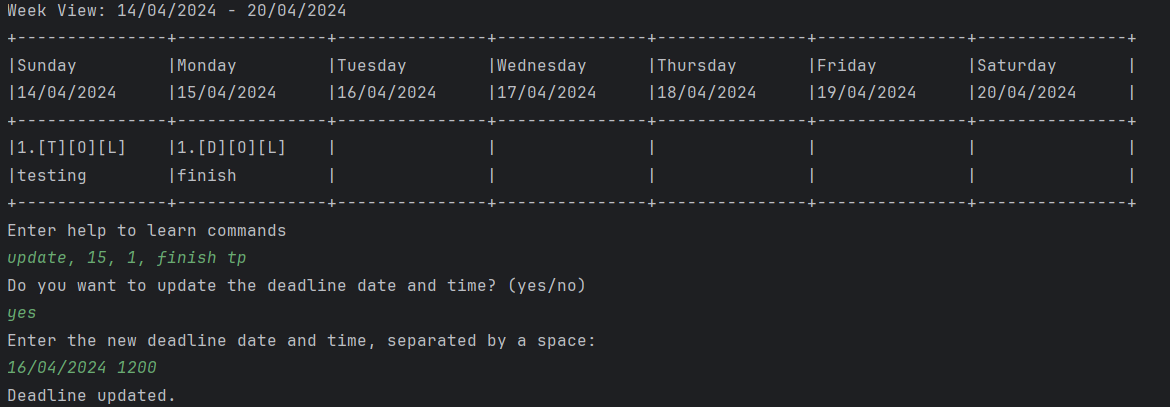 Week View: 14/04/2024 - 20/04/2024
+---------------+---------------+---------------+---------------+---------------+---------------+---------------+
|Sunday         |Monday         |Tuesday        |Wednesday      |Thursday       |Friday         |Saturday       |
|14/04/2024     |15/04/2024     |16/04/2024     |17/04/2024     |18/04/2024     |19/04/2024     |20/04/2024     |
+---------------+---------------+---------------+---------------+---------------+---------------+---------------+
|1.[T][O][L]    |1.[D][O][L]    |               |               |               |               |               |
|testing        |finish         |               |               |               |               |               |
+---------------+---------------+---------------+---------------+---------------+---------------+---------------+
Enter help to learn commands
update, 15, 1, finish tp
Do you want to update the deadline date and time? (yes/no)
yes
Enter the new deadline date and time, separated by a space:
16/04/2024 1200
Deadline updated.